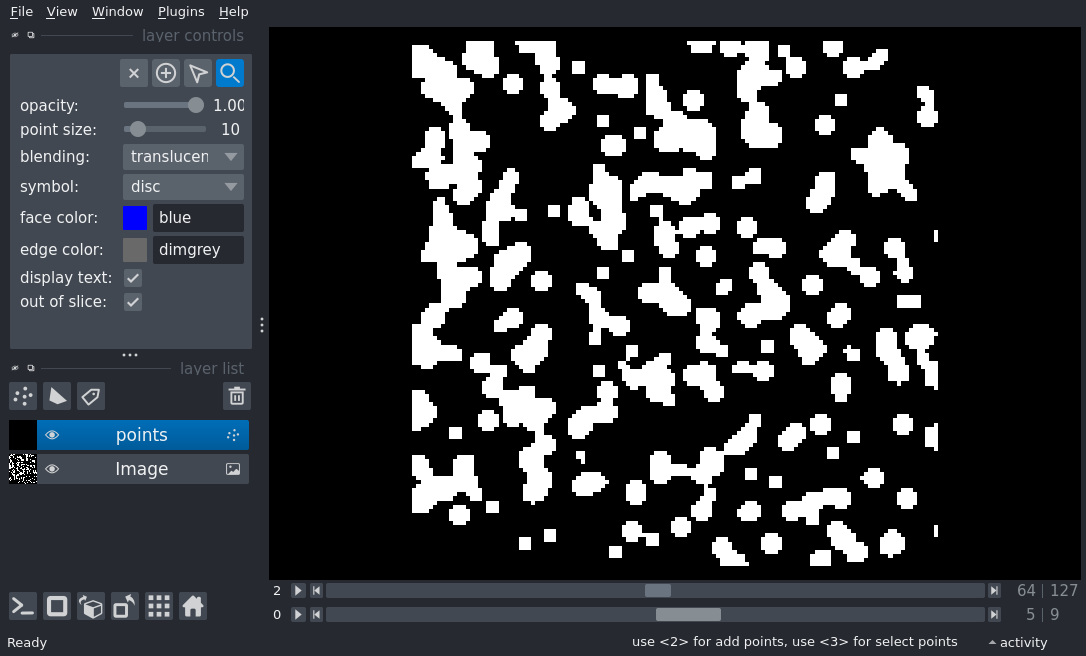 File View Window Plugins Help
layer controls
opacity: 1.00
point size: 10
blending: translucen
symbol: disc
face color: blue
edge color: dimgrey
display text:
out of slice:
layer list
points
Image
2 64 | 127
0 5 | 9
Ready use <2> for add points, use <3> for select points activity